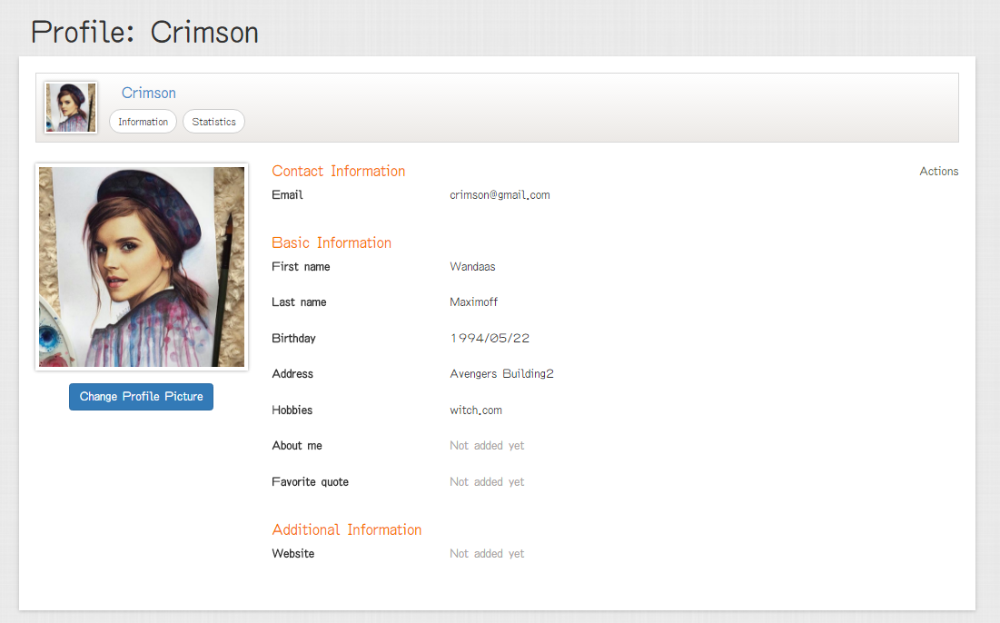 Profile: Crimson
Crimson
Information Statistics
Contact Information Actions
Email crimson@gmail.com
Basic Information
First name Wandaas
Last name Maximoff
Birthday 1994/05/22
Address Avengers Building2
Hobbies witch.com
About me Not added yet
Favorite quote Not added yet
Additional Information
Website Not added yet
Change Profile Picture